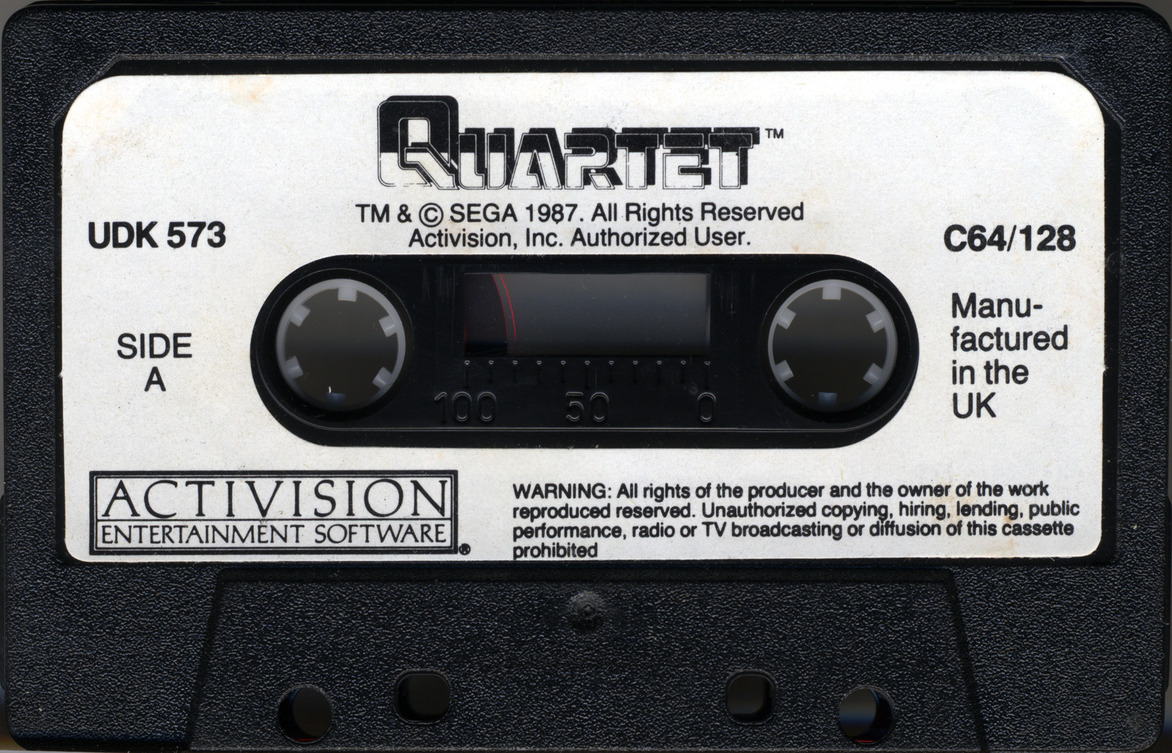 QUARTET™
TM & © SEGA 1987. All Rights Reserved
Activision, Inc. Authorized User.
UDK 573
C64/128
SIDE
A
Manu-
factured
in the
UK
100 50 0
ACTIVISION
ENTERTAINMENT SOFTWARE®
WARNING: All rights of the producer and the owner of the work
reproduced reserved. Unauthorized copying, hiring, lending, public
performance, radio or TV broadcasting or diffusion of this cassette
prohibited